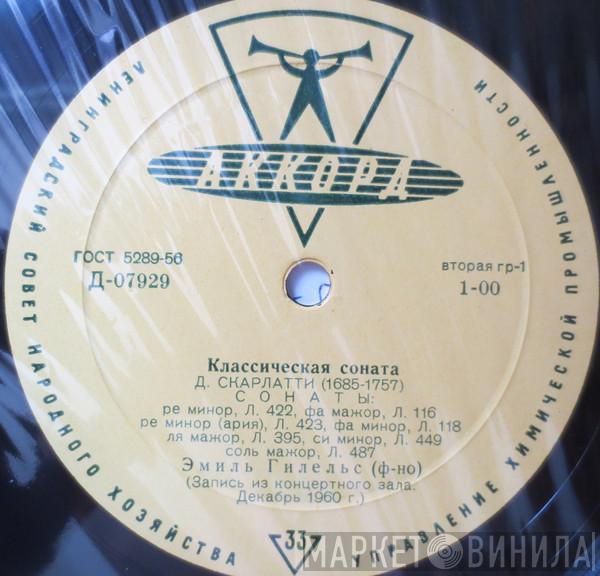 ЛЕНИНГРАДСКИЙ СОВЕТ НАРОДНОГО ХОЗЯЙСТВА
УПРАВЛЕНИЕ ХИМИЧЕСКОЙ ПРОМЫШЛЕННОСТИ
АККОРД
ГОСТ 5289-56
Д-07929
вторая гр-1
1-00
Классическая соната
Д. СКАРЛАТТИ (1685-1757)
СОНАТЫ:
ре минор, Л. 422, фа мажор, Л. 116
ре минор (ария), Л. 423, фа минор, Л. 118
ля мажор, Л. 395, си минор, Л. 449
соль мажор, Л. 487
Эмиль Гилельс (ф-но)
(Запись из концертного зала.
Декабрь 1960 г.)
33
МАРКЕТ ВИНИЛА